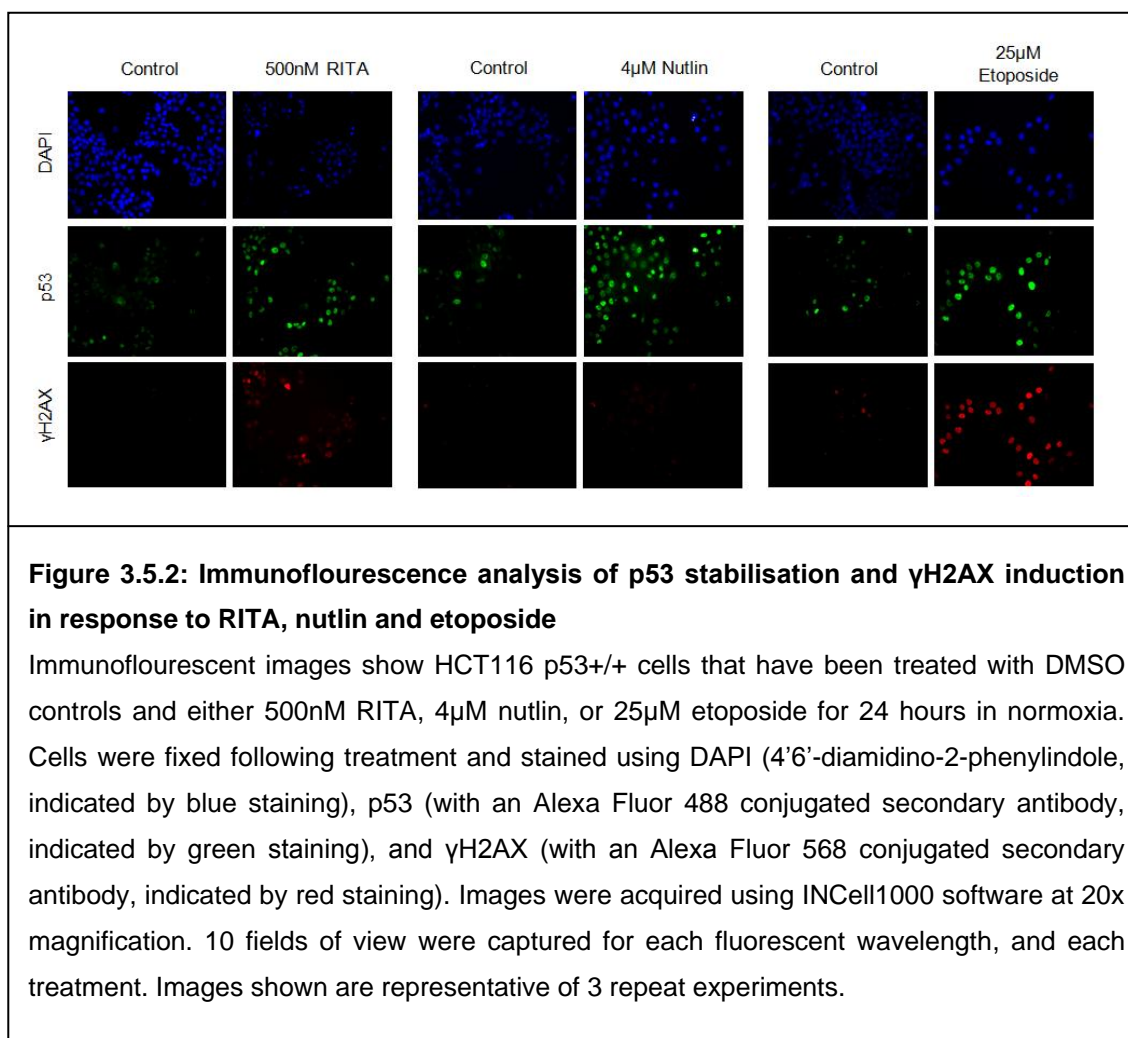 Control 500nM RITA Control 4µM Nutlin Control 25µM
Etoposide
DAPI
p53
γH2AX
Figure 3.5.2: Immunoflourescence analysis of p53 stabilisation and γH2AX induction
in response to RITA, nutlin and etoposide
Immunoflourescent images show HCT116 p53+/+ cells that have been treated with DMSO
controls and either 500nM RITA, 4µM nutlin, or 25µM etoposide for 24 hours in normoxia.
Cells were fixed following treatment and stained using DAPI (4’6’-diamidino-2-phenylindole,
indicated by blue staining), p53 (with an Alexa Fluor 488 conjugated secondary antibody,
indicated by green staining), and γH2AX (with an Alexa Fluor 568 conjugated secondary
antibody, indicated by red staining). Images were acquired using INCell1000 software at 20x
magnification. 10 fields of view were captured for each fluorescent wavelength, and each
treatment. Images shown are representative of 3 repeat experiments.